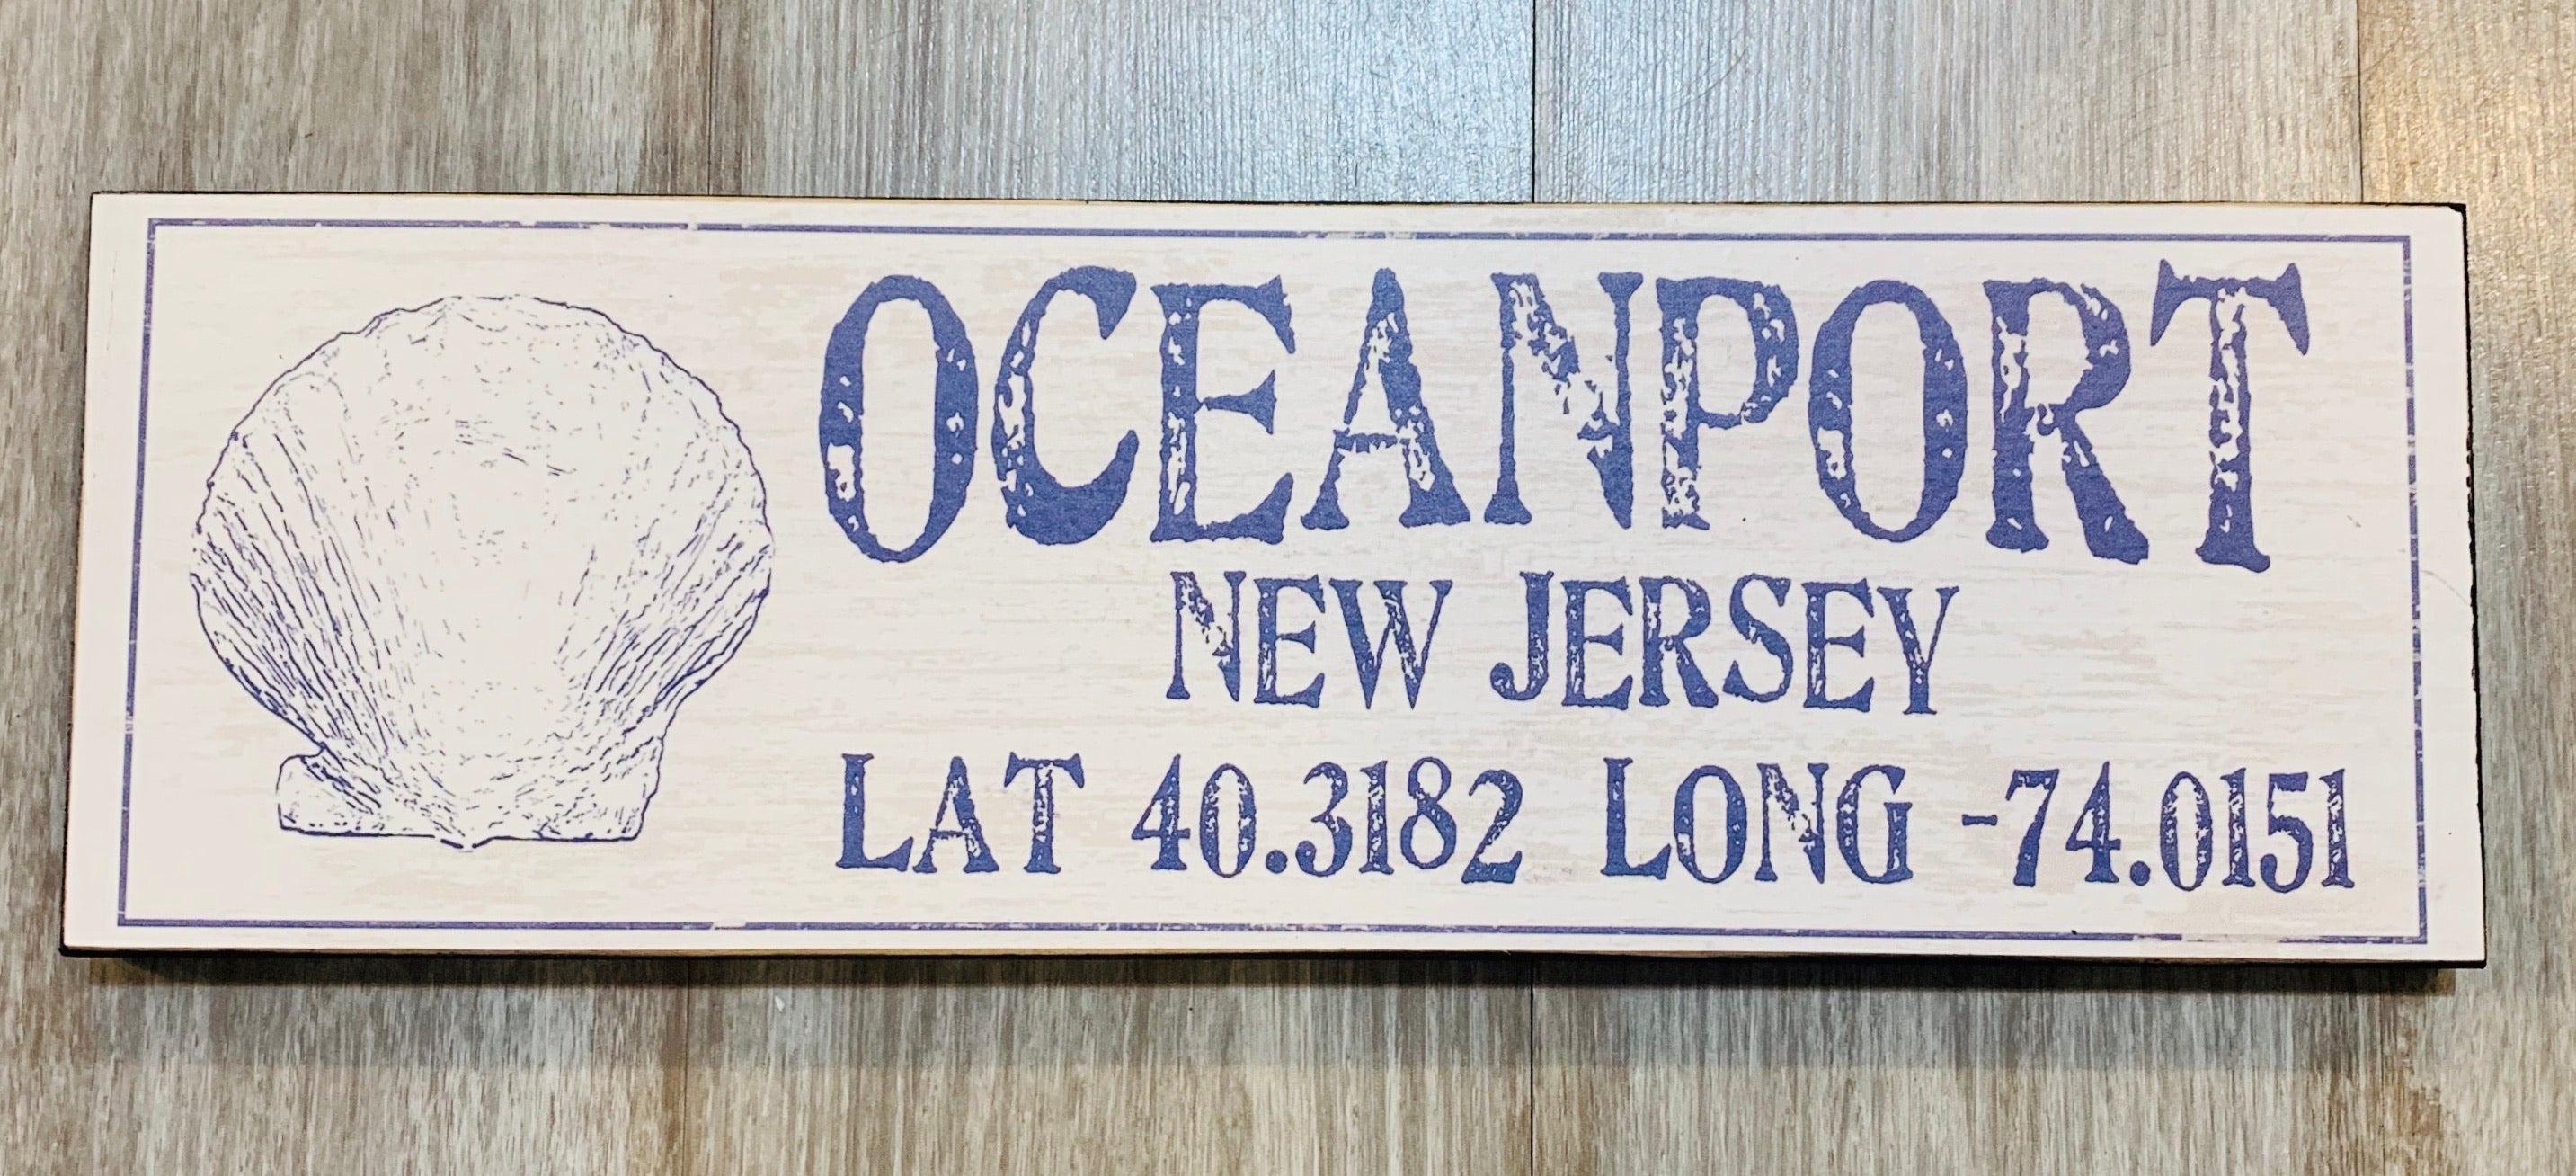 OCEANPORT
NEW JERSEY
LAT 40.3182 LONG -74.0151